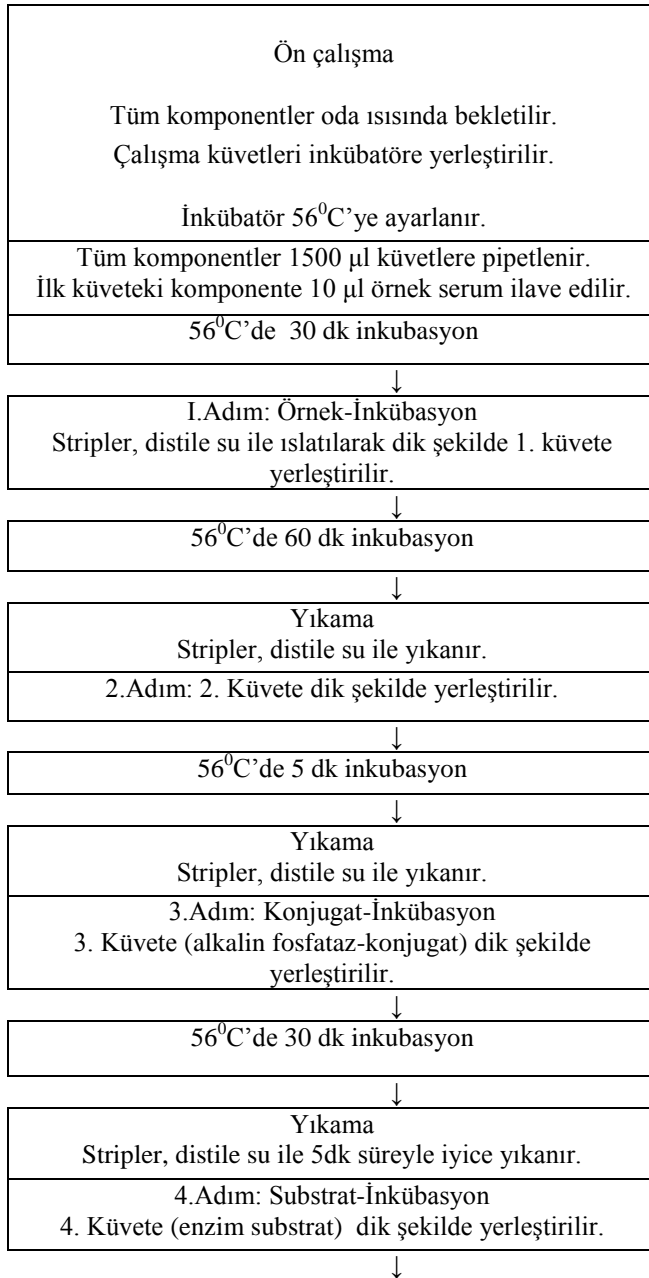 Ön çalışma
Tüm komponentler oda ısısında bekletilir.
Çalışma küvetleri inkübatöre yerleştirilir.
İnkübatör 56⁰C’ye ayarlanır.
Tüm komponentler 1500 μl küvetlere pipetlenir.
İlk küveteki komponente 10 μl örnek serum ilave edilir.
56⁰C’de 30 dk inkubasyon
↓
I.Adım: Örnek-İnkübasyon
Stripler, distile su ile ıslatılarak dik şekilde 1. küvete
yerleştirilir.
↓
56⁰C’de 60 dk inkubasyon
↓
Yıkama
Stripler, distile su ile yıkanır.
2.Adım: 2. Küvete dik şekilde yerleştirilir.
↓
56⁰C’de 5 dk inkubasyon
↓
Yıkama
Stripler, distile su ile yıkanır.
3.Adım: Konjugat-İnkübasyon
3. Küvete (alkalin fosfataz-konjugat) dik şekilde
yerleştirilir.
↓
56⁰C’de 30 dk inkubasyon
↓
Yıkama
Stripler, distile su ile 5dk süreyle iyice yıkanır.
4.Adım: Substrat-İnkübasyon
4. Küvete (enzim substrat) dik şekilde yerleştirilir.
↓